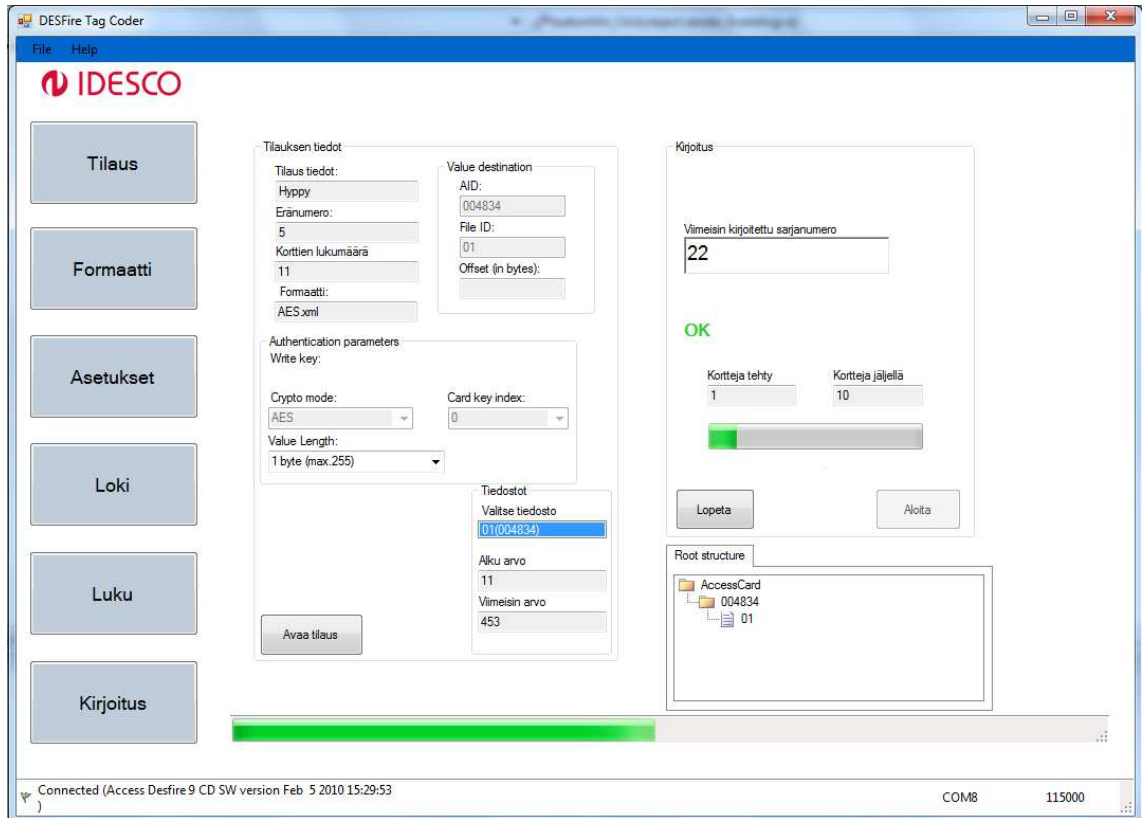 DESFire Tag Coder
File Help
IDESCO
Tilaus
Formaatti
Asetukset
Loki
Luku
Kirjoitus
Tilauksen tiedot
Tilaus tiedot:
Hyppy
Eränumero:
5
Korttien lukumäärä
11
Formaatti:
AES.xml
Value destination
AID:
004834
File ID:
01
Offset (in bytes):
Authentication parameters
Write key:
Crypto mode:
Card key index:
AES
0
Value Length:
1 byte (max.255)
Tiedostot
Valitse tiedosto
01(004834)
Alku arvo
11
Viimeisin arvo
453
Avaa tilaus
Kirjoitus
Viimeisin kirjoitettu sarjanumero
22
OK
Kortteja tehty
Kortteja jäljellä
1
10
Lopeta
Aloita
Root structure
AccessCard
004834
01
Connected (Access Desfire 9 CD SW version Feb 5 2010 15:29:53
)
COM8
115000